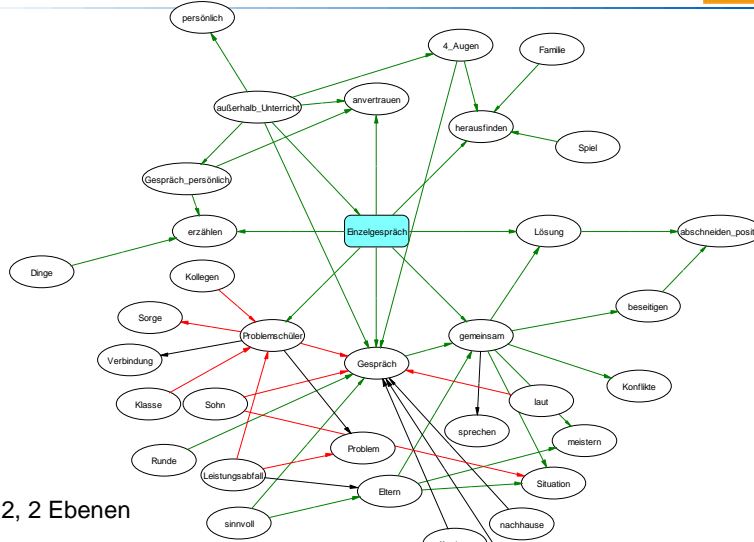 persönlich
4_Augen
Familie
außerhalb_Unterricht
anvertrauen
herausfinden
Spiel
Gespräch_persönlich
erzählen
Einzelgespräch
Lösung
abschneiden_posit
Dinge
Kollegen
beseitigen
Sorge
Problemschüler
gemeinsam
Verbindung
Gespräch
Konflikte
Klasse
Sohn
laut
sprechen
meistern
Runde
Problem
Leistungsabfall
Eltern
Situation
sinnvoll
nachhause
2, 2 Ebenen